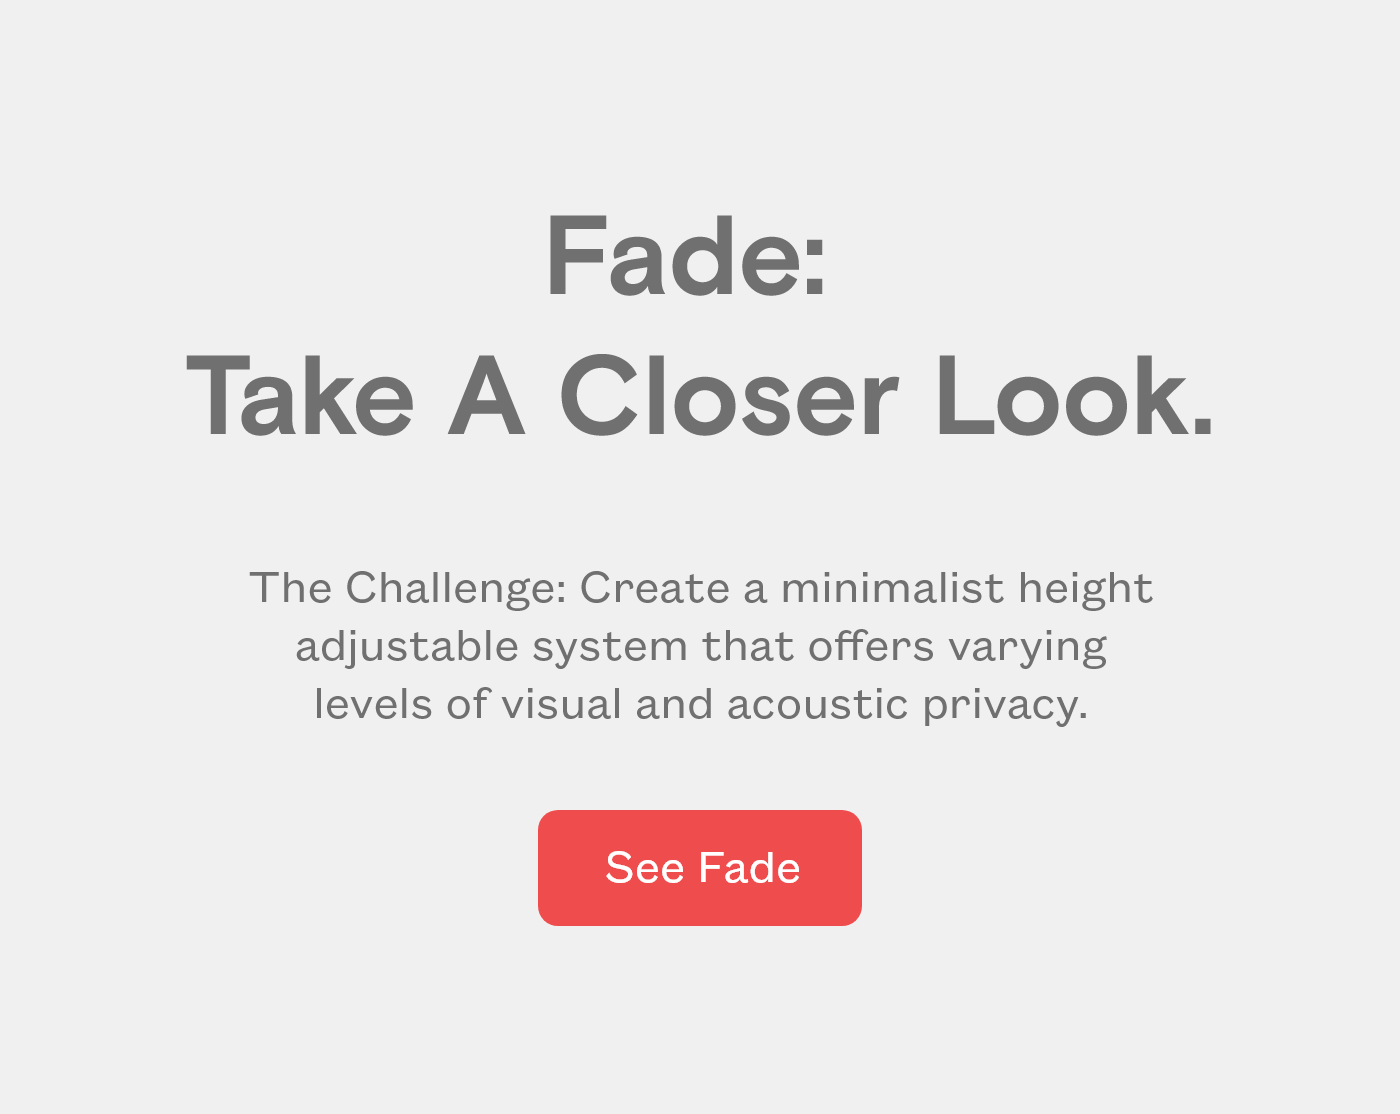 Fade:
Take A Closer Look.
The Challenge: Create a minimalist height
adjustable system that offers varying
levels of visual and acoustic privacy.
See Fade